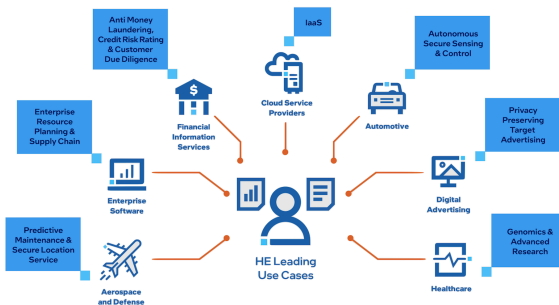 Anti Money
Laundering,
Credit Risk Rating
& Customer
Due Diligence
IaaS
Autonomous
Secure Sensing
& Control
Financial
Information
Services
Cloud Service
Providers
Automotive
Enterprise
Resource
Planning &
Supply Chain
Privacy
Preserving
Target
Advertising
Enterprise
Software
Digital
Advertising
Predictive
Maintenance &
Secure Location
Service
Genomics &
Advanced
Research
HE Leading
Use Cases
Aerospace
and Defense
Healthcare